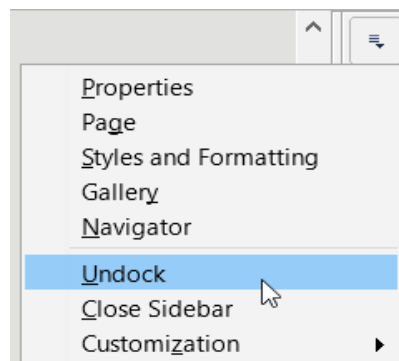 Properties
Page
Styles and Formatting
Gallery
Navigator
Undock
Close Sidebar
Customization